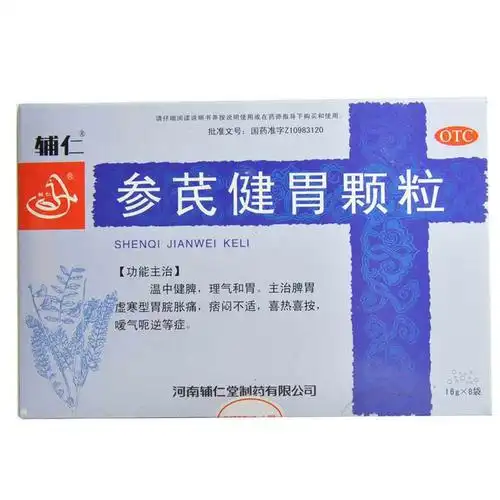 请仔细阅读说明书并按说明使用或在药师指导下购买和使用。
批准文号：国药准字Z10983120
OTC
辅仁®
辅仁
®
参芪健胃颗粒
SHENQI JIANWEI KELI
【功能主治】
温中健脾，理气和胃。主治脾胃
虚寒型胃脘胀痛，痞闷不适，喜热喜按，
嗳气呃逆等症。
河南辅仁堂制药有限公司
16g×6袋